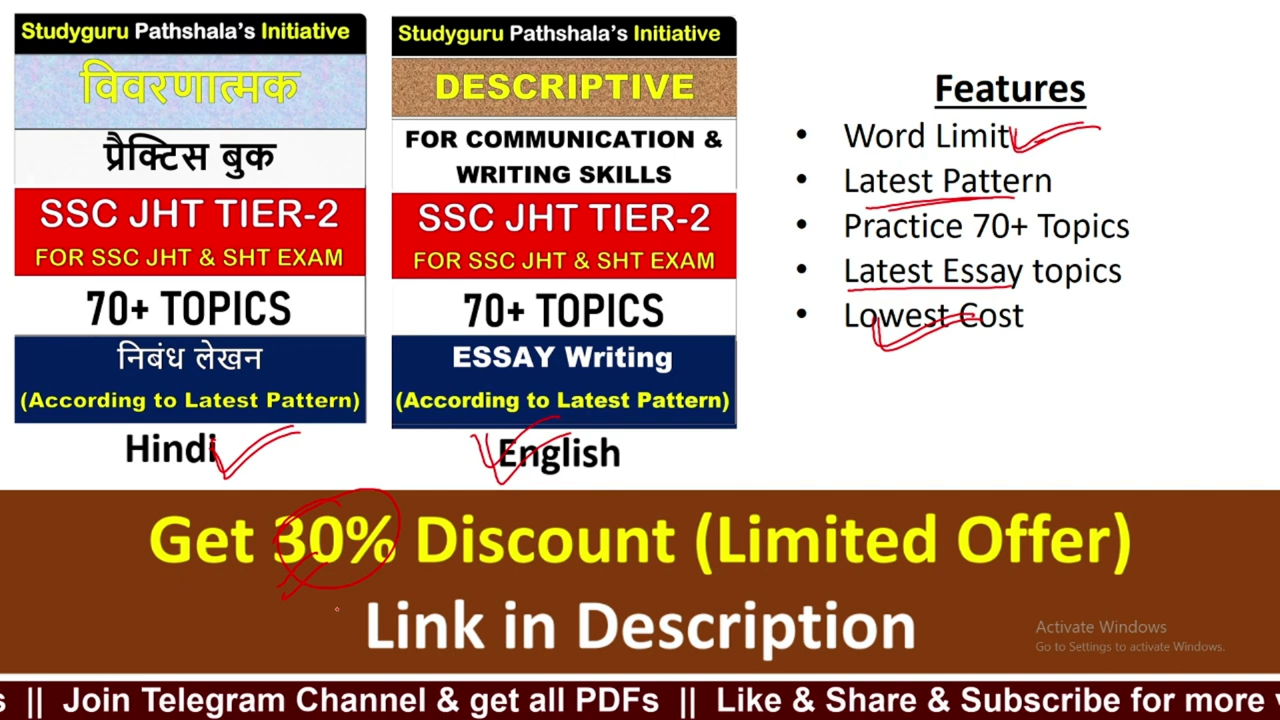 Studyguru Pathshala's Initiative
विवरणात्मक
प्रैक्टिस बुक
SSC JHT TIER-2
FOR SSC JHT & SHT EXAM
70+ TOPICS
निबंध लेखन
(According to Latest Pattern)
Hindi
Studyguru Pathshala's Initiative
DESCRIPTIVE
FOR COMMUNICATION &
WRITING SKILLS
SSC JHT TIER-2
FOR SSC JHT & SHT EXAM
70+ TOPICS
ESSAY Writing
(According to Latest Pattern)
English
Features
• Word Limit
• Latest Pattern
• Practice 70+ Topics
• Latest Essay topics
• Lowest Cost
Get 30% Discount (Limited Offer)
Link in Description
Activate Windows
Go to Settings to activate Windows.
s || Join Telegram Channel & get all PDFs || Like & Share & Subscribe for more v